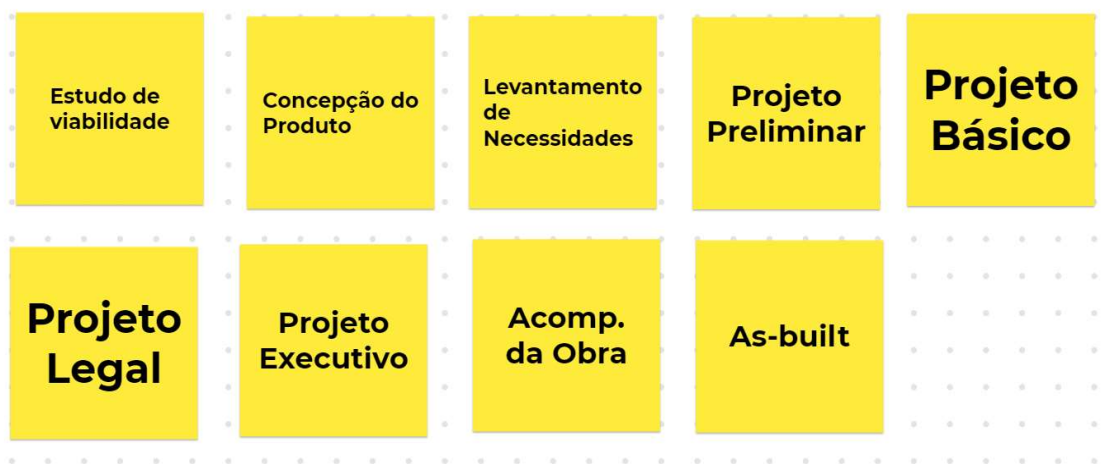 Estudo de
viabilidade
Concepção do
Produto
Levantamento
de
Necessidades
Projeto
Preliminar
Projeto
Básico
Projeto
Legal
Projeto
Executivo
Acomp.
da Obra
As-built